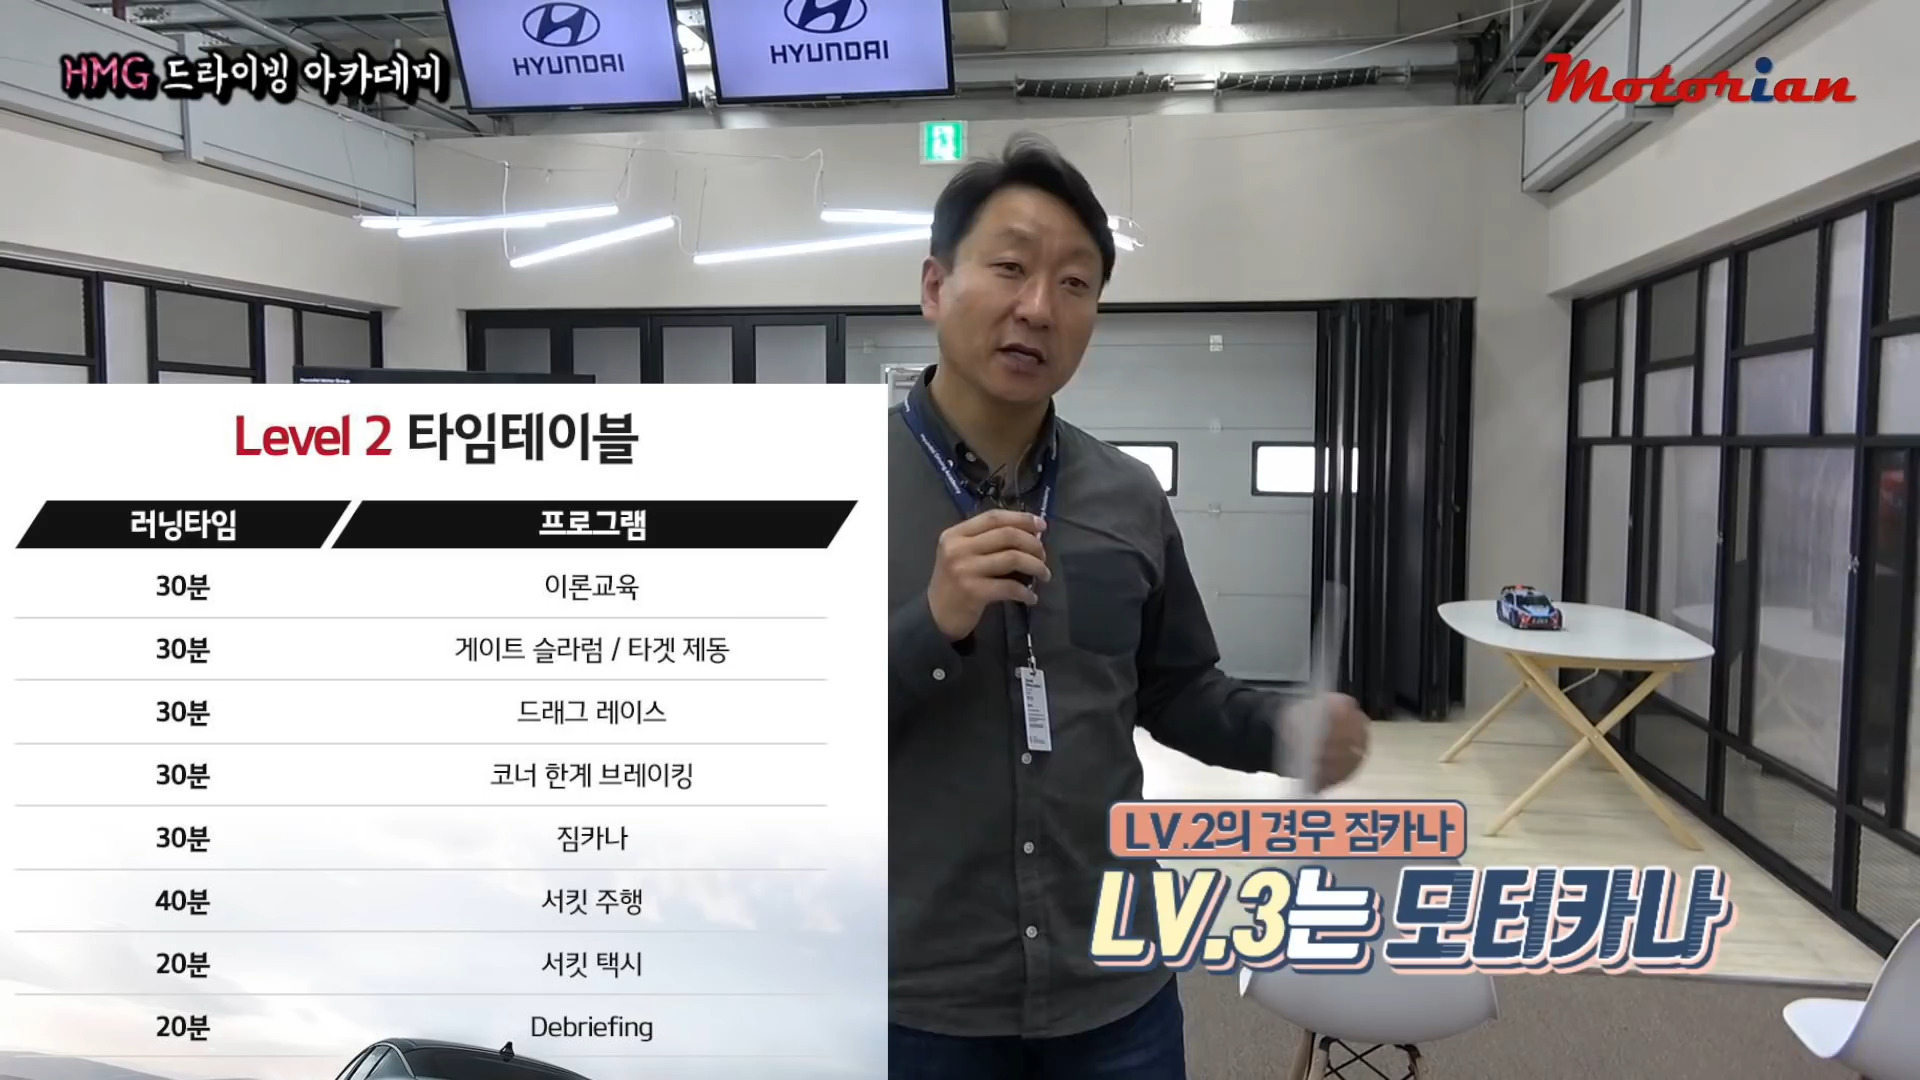 HYUNDAI
HYUNDAI
HMG 드라이빙 아카데미
Motorian
Level 2 타임테이블
러닝타임 프로그램
30분 이론교육
30분 게이트 슬라럼 / 타겟 제동
30분 드래그 레이스
30분 코너 한계 브레이킹
30분 짐카나
40분 서킷 주행
20분 서킷 택시
20분 Debriefing
LV.2의 경우 짐카나
LV.3는 모터카나